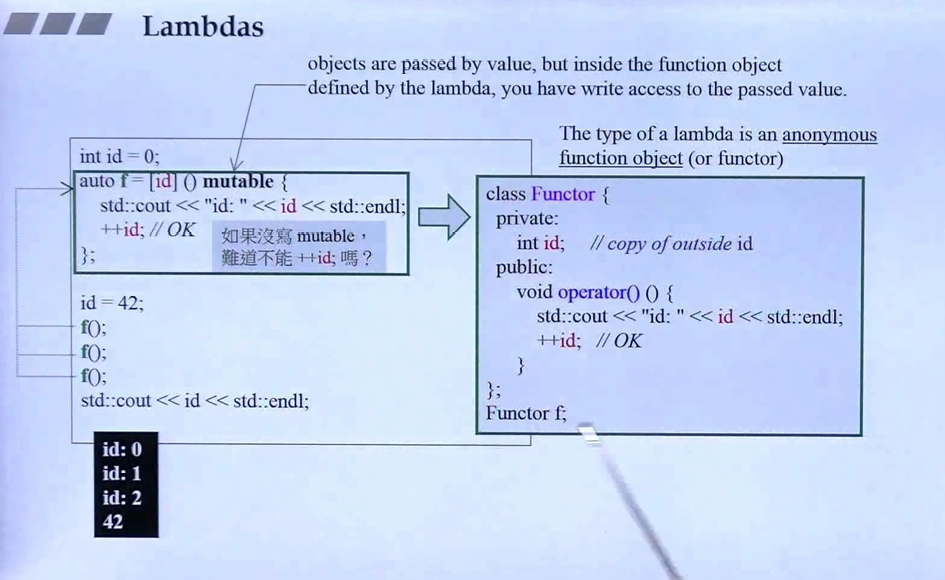 Lambdas
objects are passed by value, but inside the function object
defined by the lambda, you have write access to the passed value.
The type of a lambda is an anonymous
function object (or functor)
int id = 0;
auto f = [id] () mutable {
std::cout << "id: " << id << std::endl;
++id; // OK
};
如果沒寫 mutable，
難道不能 ++id; 嗎？
id = 42;
f();
f();
f();
std::cout << id << std::endl;
class Functor {
private:
int id; // copy of outside id
public:
void operator() () {
std::cout << "id: " << id << std::endl;
++id; // OK
}
};
Functor f;
id: 0
id: 1
id: 2
42